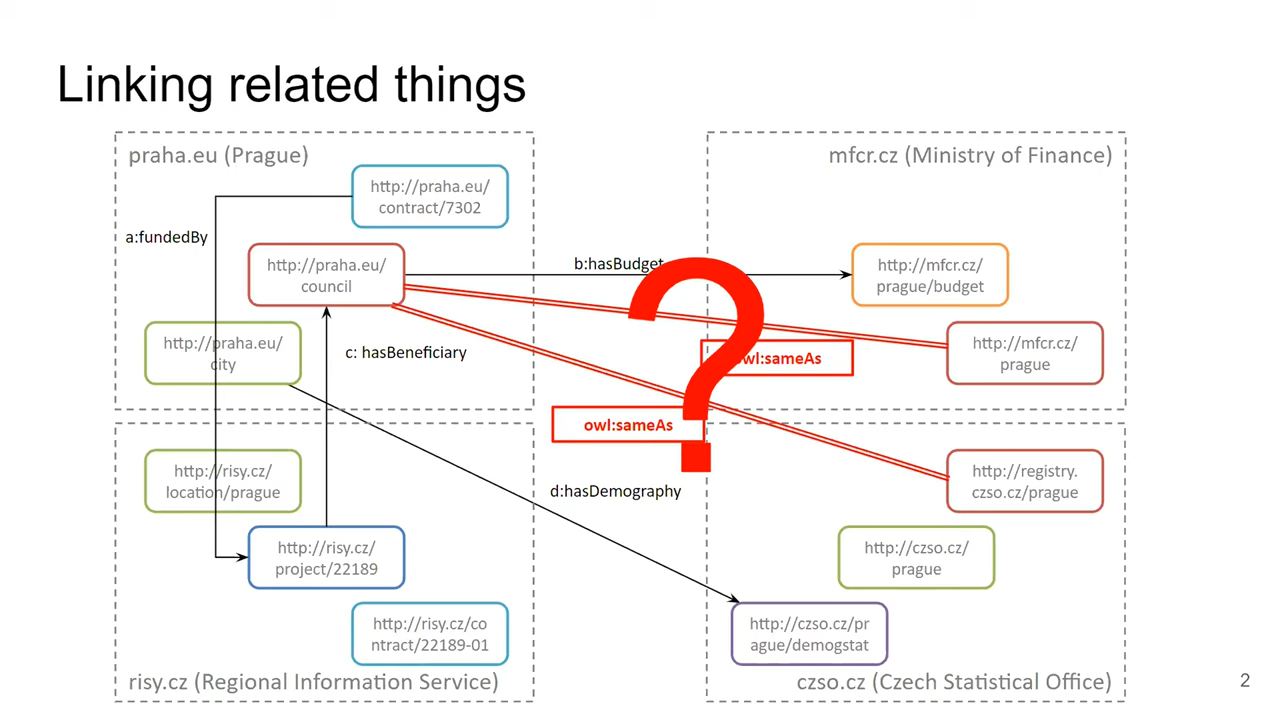 Linking related things
praha.eu (Prague)
http://praha.eu/
contract/7302
a:fundedBy
http://praha.eu/
council
http://praha.eu/
city
c: hasBeneficiary
b:hasBudget
mfcr.cz (Ministry of Finance)
http://mfcr.cz/
prague/budget
http://mfcr.cz/
prague
?
owl:sameAs
owl:sameAs
d:hasDemography
http://risy.cz/
location/prague
http://risy.cz/
project/22189
http://risy.cz/co
ntract/22189-01
risy.cz (Regional Information Service)
http://registry.
czso.cz/prague
http://czso.cz/
prague
http://czso.cz/pr
ague/demogstat
czso.cz (Czech Statistical Office)
2